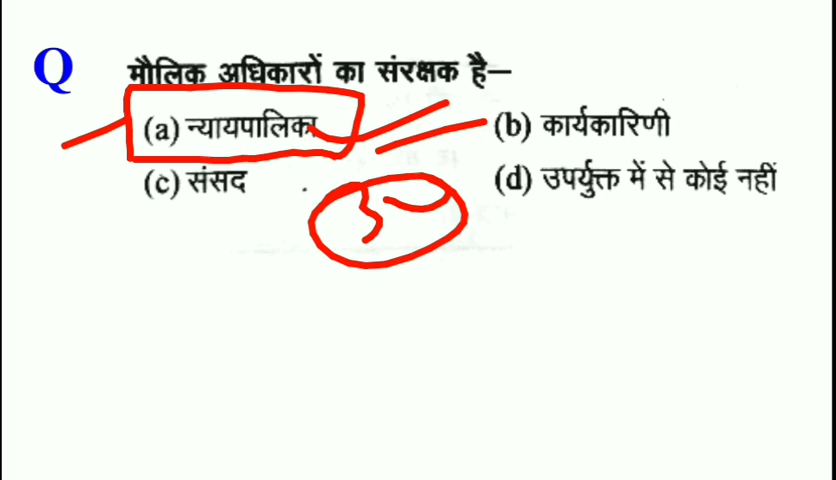 Q मौलिक अधिकारों का संरक्षक है—
(a) न्यायपालिका (b) कार्यकारिणी
(c) संसद (d) उपर्युक्त में से कोई नहीं